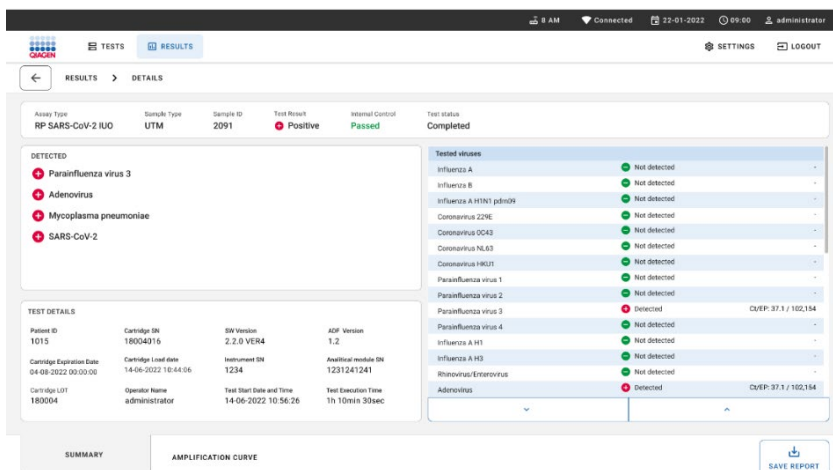 8 AM Connected 22-01-2022 09:00 administrator
QIAGEN TESTS RESULTS SETTINGS LOGOUT
RESULTS > DETAILS
Assay Type Sample Type Sample ID Test Result Internal Control Test status
RP SARS-CoV-2 IUO UTM 2091 Positive Passed Completed
DETECTED
Parainfluenza virus 3
Adenovirus
Mycoplasma pneumoniae
SARS-CoV-2
TEST DETAILS
Patient ID Cartridge SN SW Version ADF Version
1015 18004016 2.2.0 VER4 1.2
Cartridge Expiration Date Cartridge Load date Instrument SN Analitical module SN
04-08-2022 00:00:00 14-06-2022 10:44:06 1234 1231241241
Cartridge LOT Operator Name Test Start Date and Time Test Execution Time
180004 administrator 14-06-2022 10:56:26 1h 10min 30sec
Tested viruses
Influenza A Not detected -
Influenza B Not detected -
Influenza A H1N1 pdm09 Not detected -
Coronavirus 229E Not detected -
Coronavirus OC43 Not detected -
Coronavirus NL63 Not detected -
Coronavirus HKU1 Not detected -
Parainfluenza virus 1 Not detected -
Parainfluenza virus 2 Not detected -
Parainfluenza virus 3 Detected Ct/EP: 37.1 / 102,154
Parainfluenza virus 4 Not detected -
Influenza A H1 Not detected -
Influenza A H3 Not detected -
Rhinovirus/Enterovirus Not detected -
Adenovirus Detected Ct/EP: 37.1 / 102,154
SUMMARY AMPLIFICATION CURVE SAVE REPORT